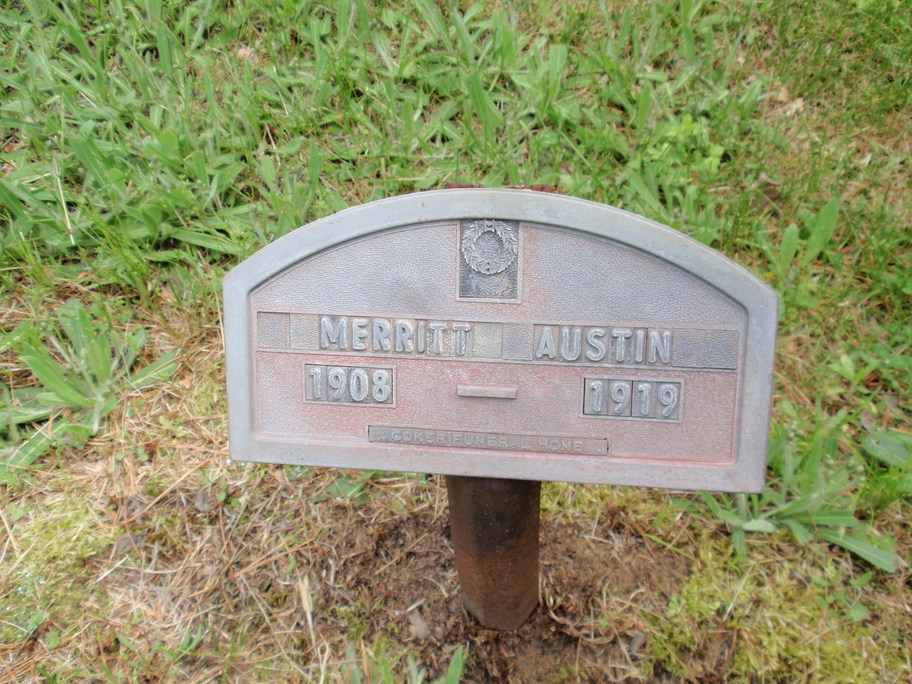 MERRITT AUSTIN
1908 – 1919
COKER FUNERAL HOME